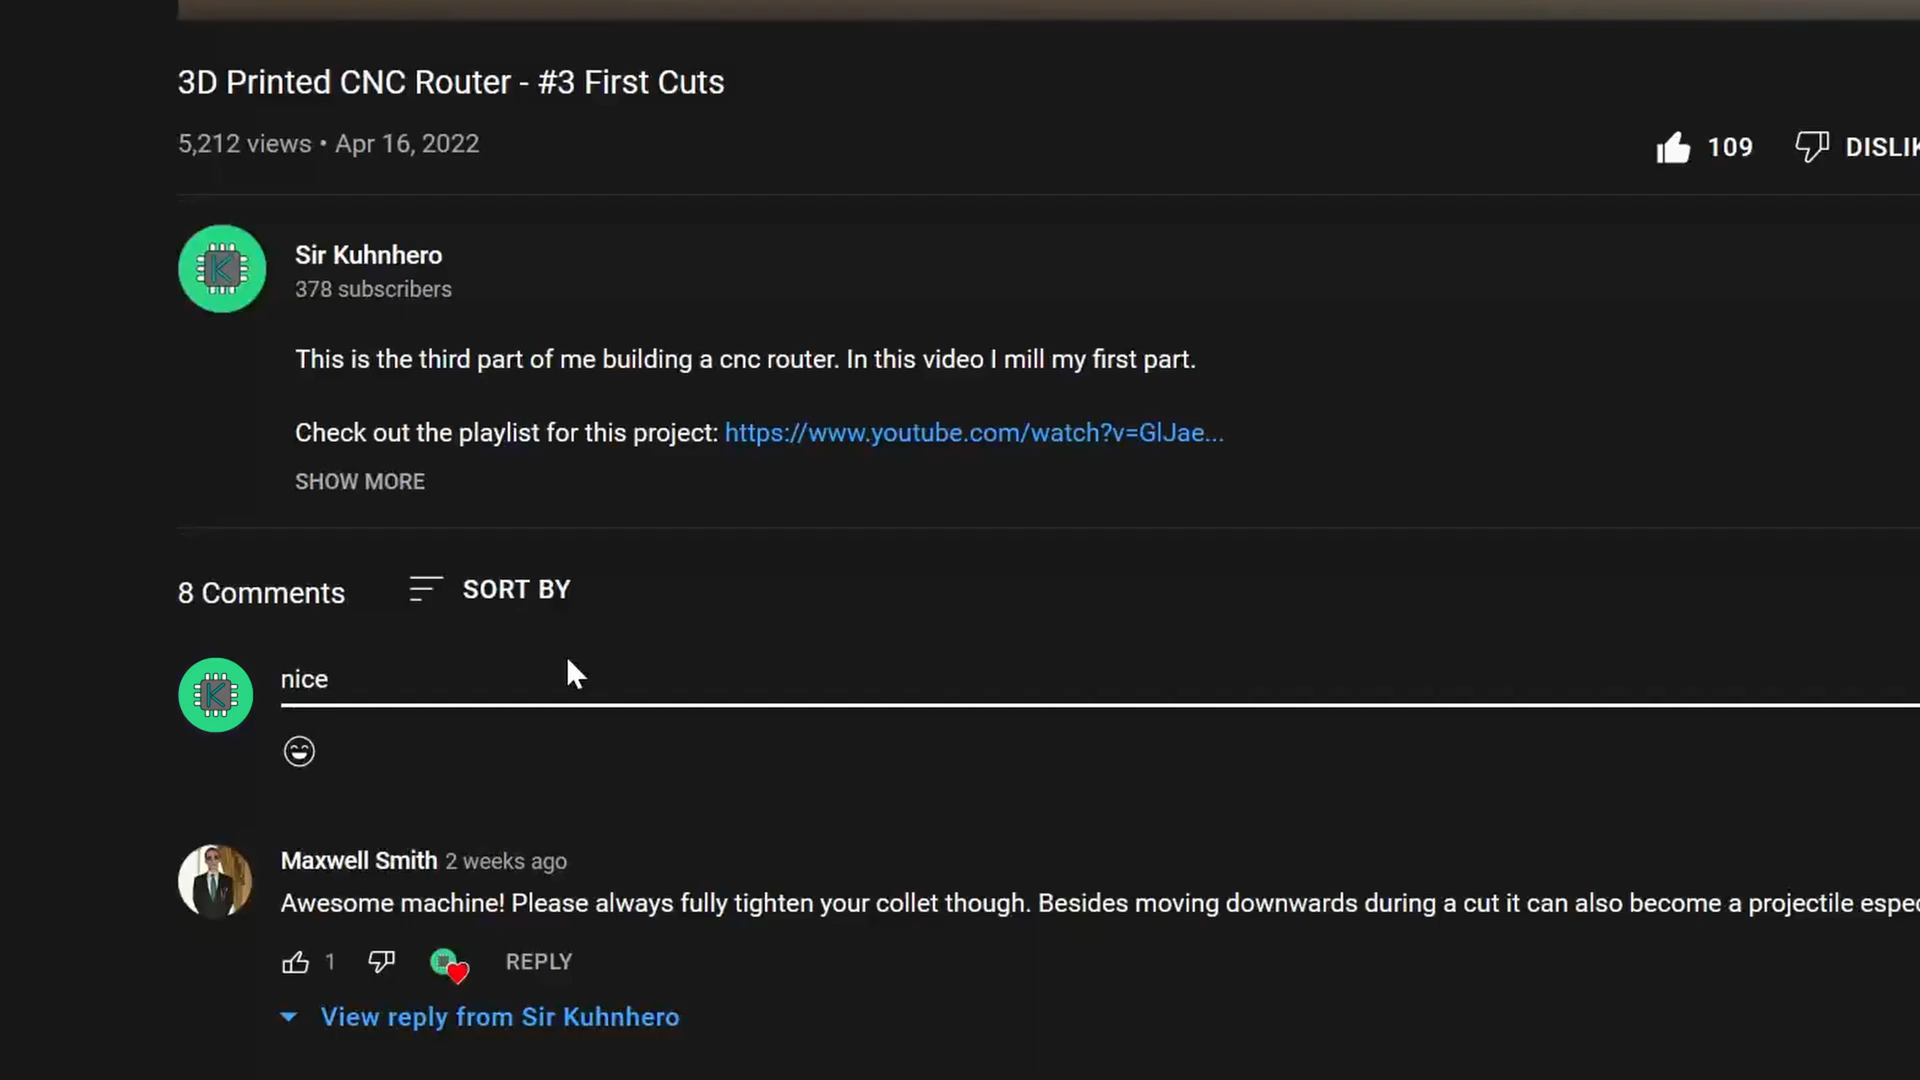 3D Printed CNC Router - #3 First Cuts
5,212 views • Apr 16, 2022
109
DISLIK
Sir Kuhnhero
378 subscribers
This is the third part of me building a cnc router. In this video I mill my first part.
Check out the playlist for this project: https://www.youtube.com/watch?v=GlJae...
SHOW MORE
8 Comments
SORT BY
nice
Maxwell Smith 2 weeks ago
Awesome machine! Please always fully tighten your collet though. Besides moving downwards during a cut it can also become a projectile espec
1
REPLY
View reply from Sir Kuhnhero